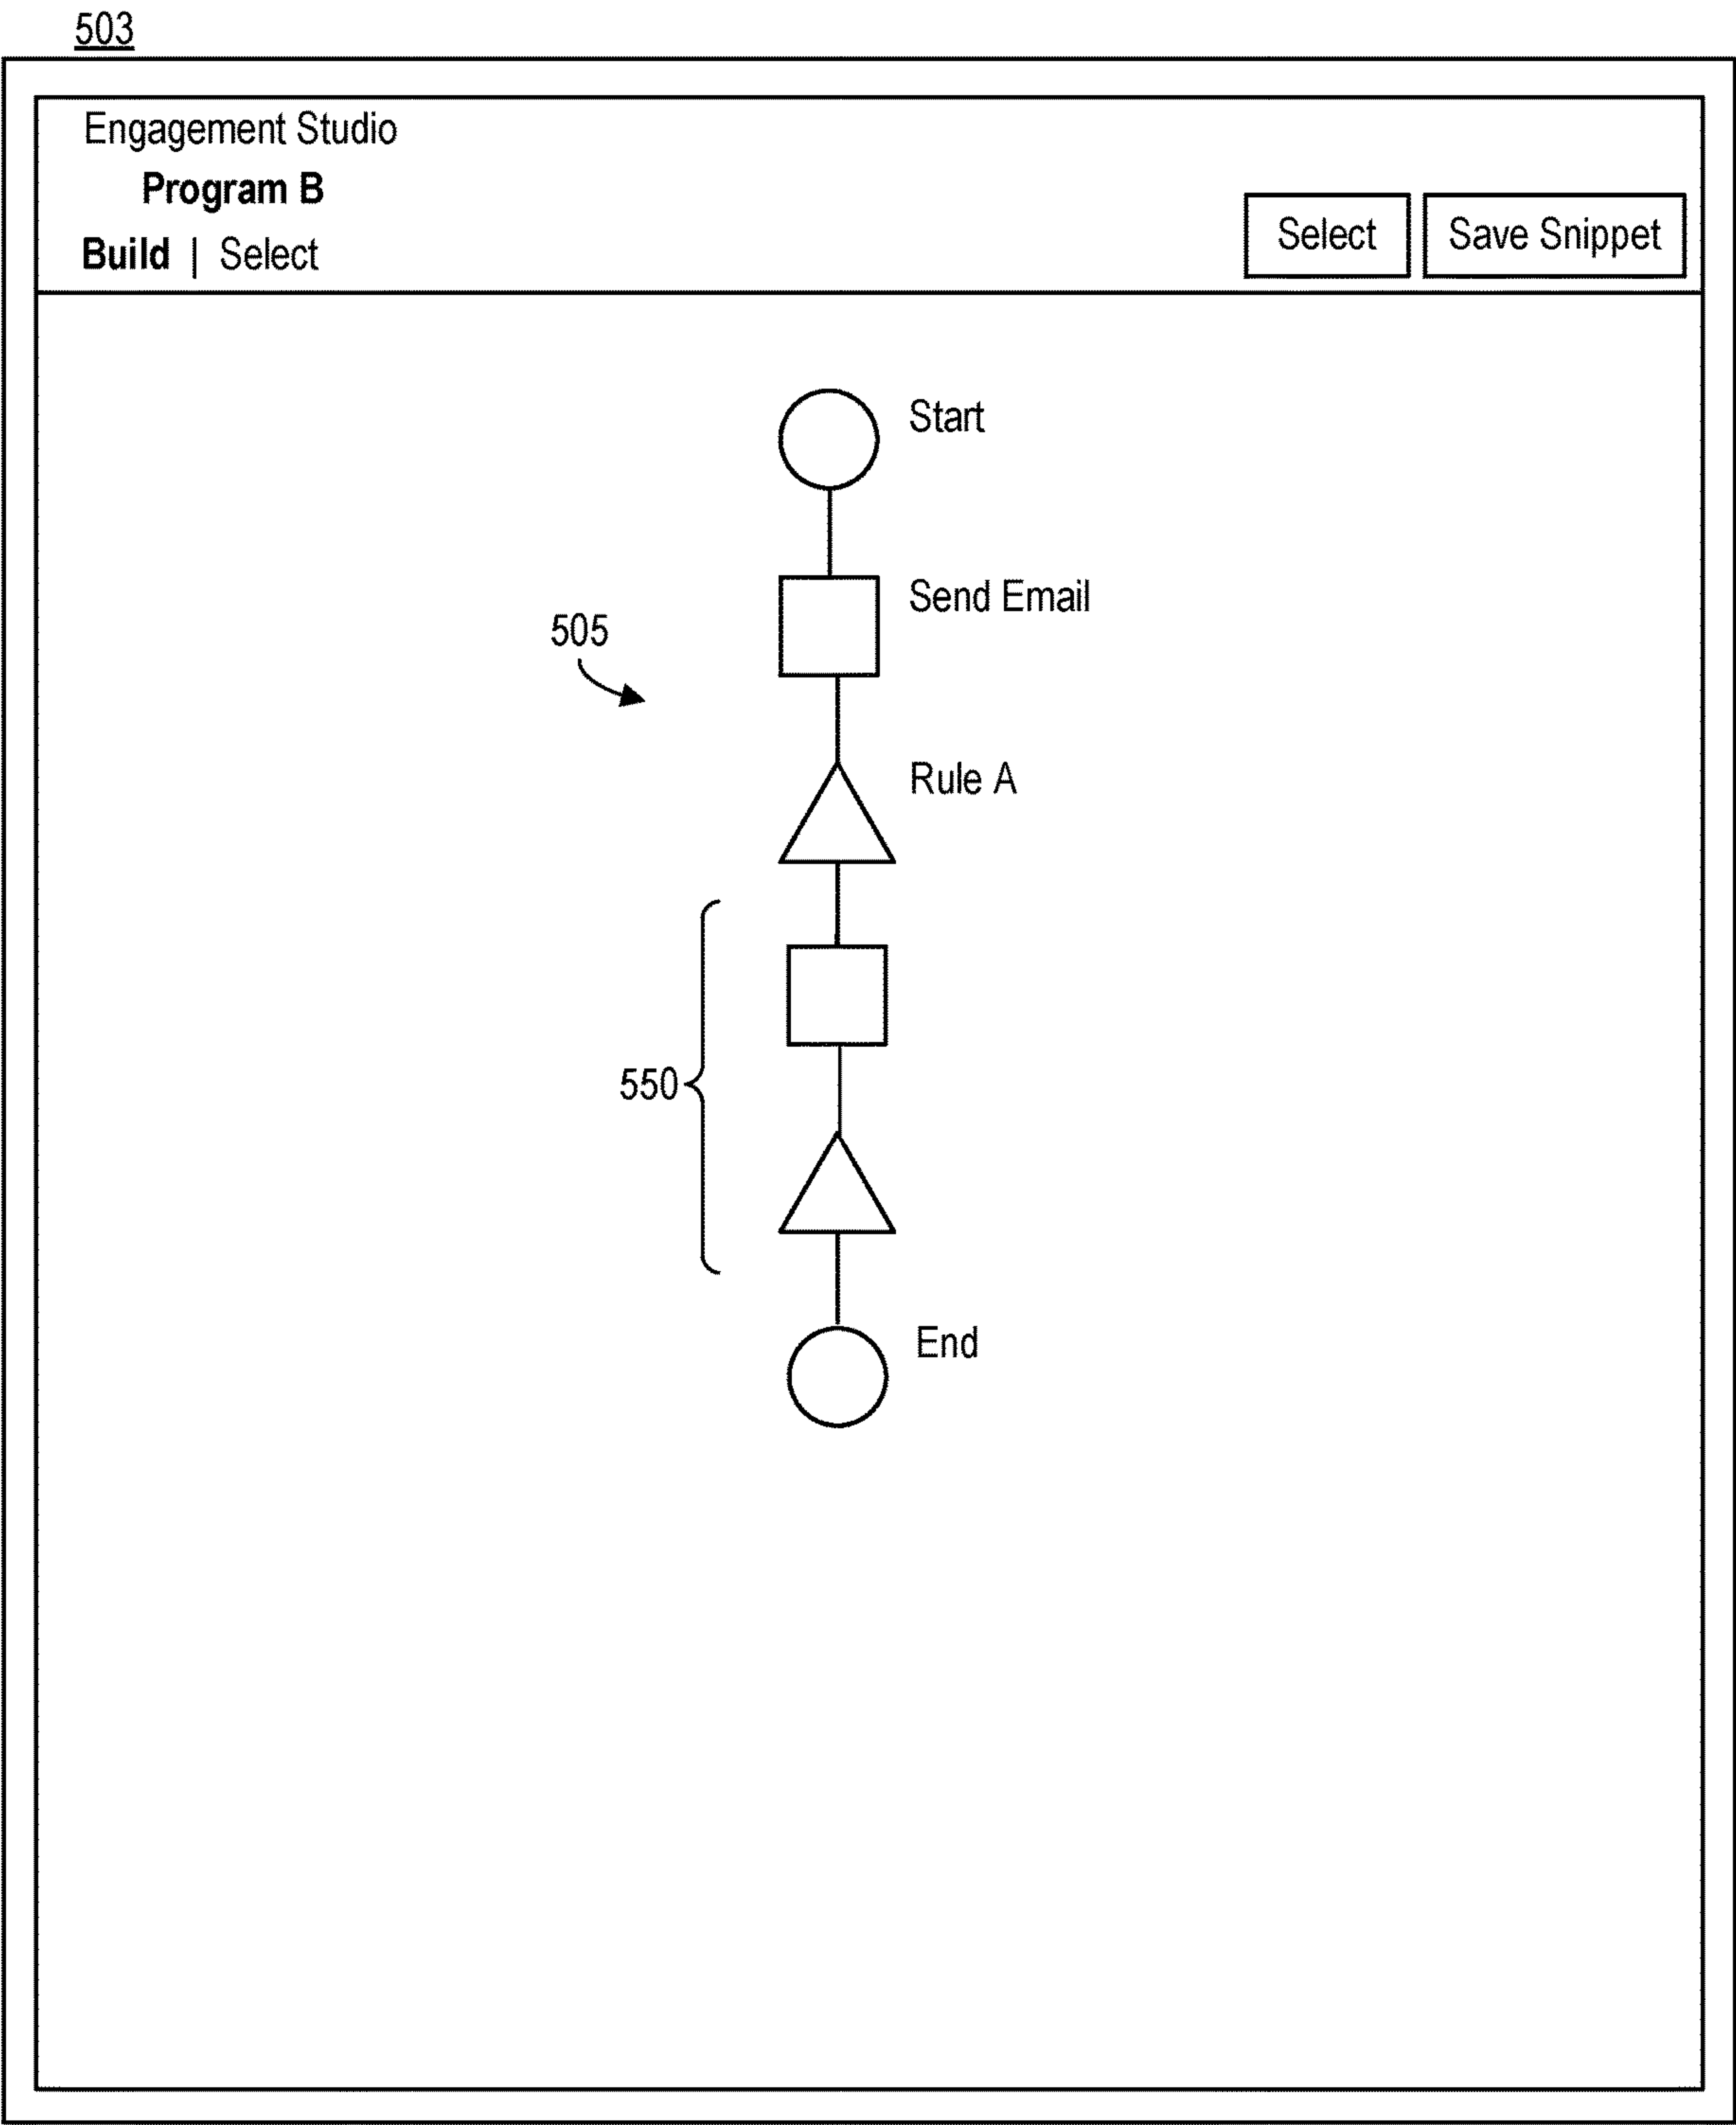 503
Engagement Studio
Program B
Build | Select
Select
Save Snippet
Start
Send Email
505
Rule A
550
End